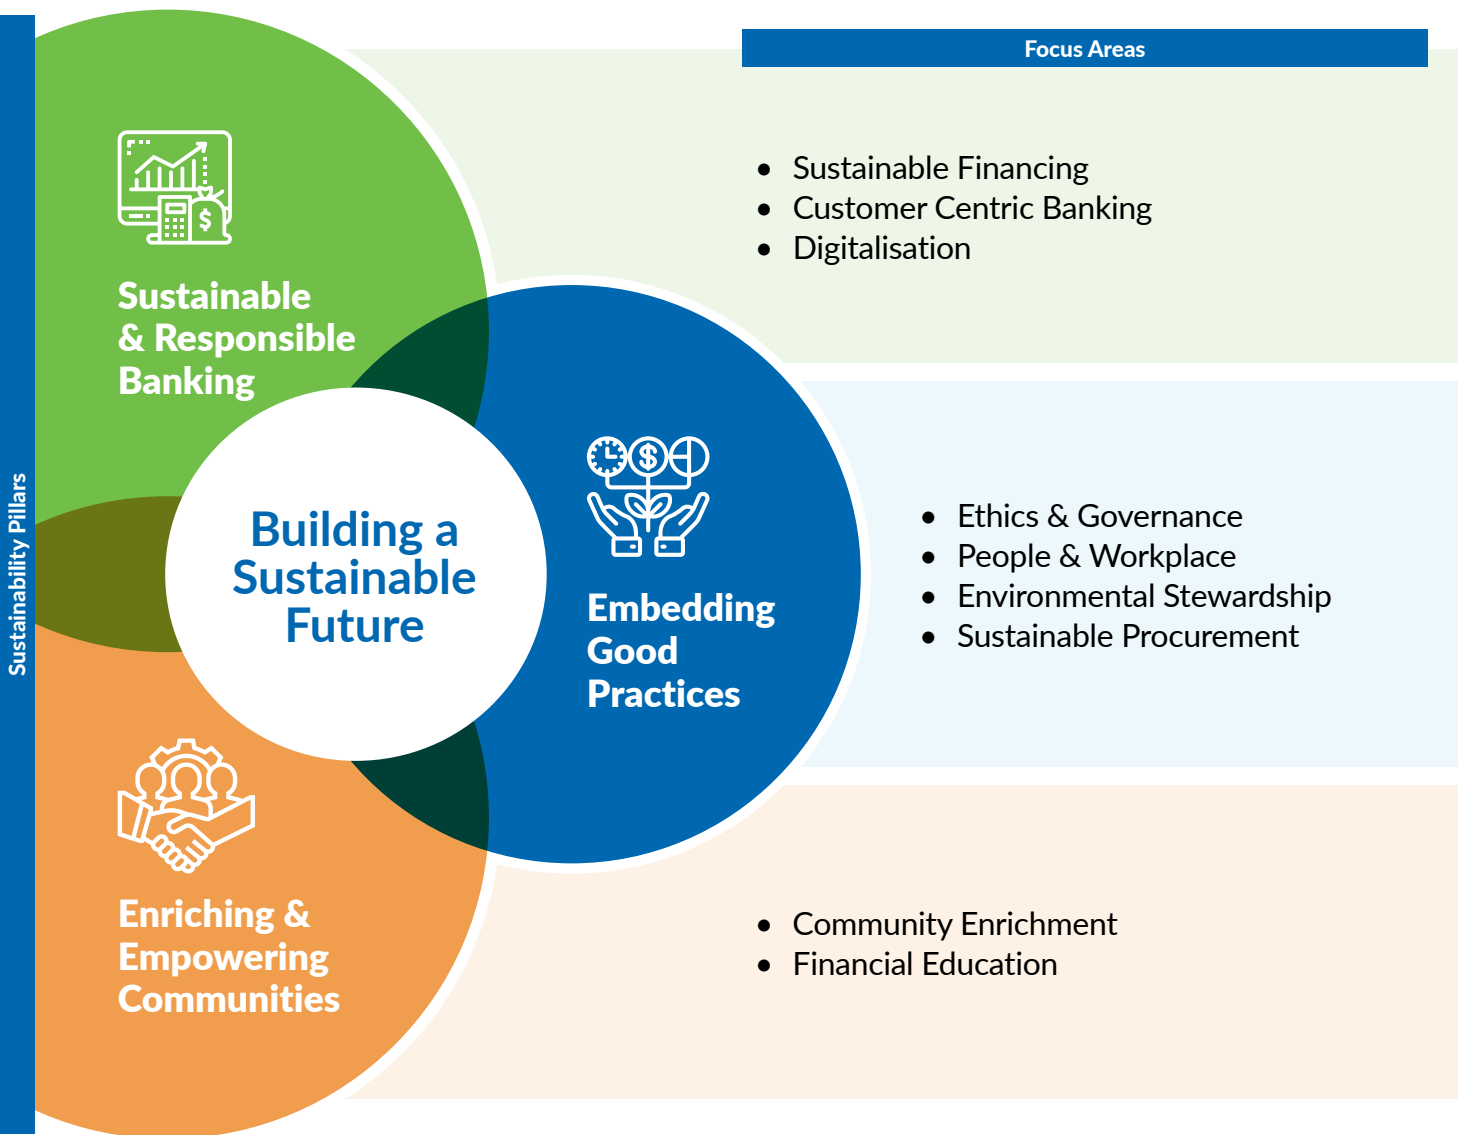 Focus Areas
Sustainability Pillars
Sustainable
& Responsible
Banking
• Sustainable Financing
• Customer Centric Banking
• Digitalisation
Building a
Sustainable
Future
$
$
Embedding
Good
Practices
• Ethics & Governance
• People & Workplace
• Environmental Stewardship
• Sustainable Procurement
Enriching &
Empowering
Communities
• Community Enrichment
• Financial Education